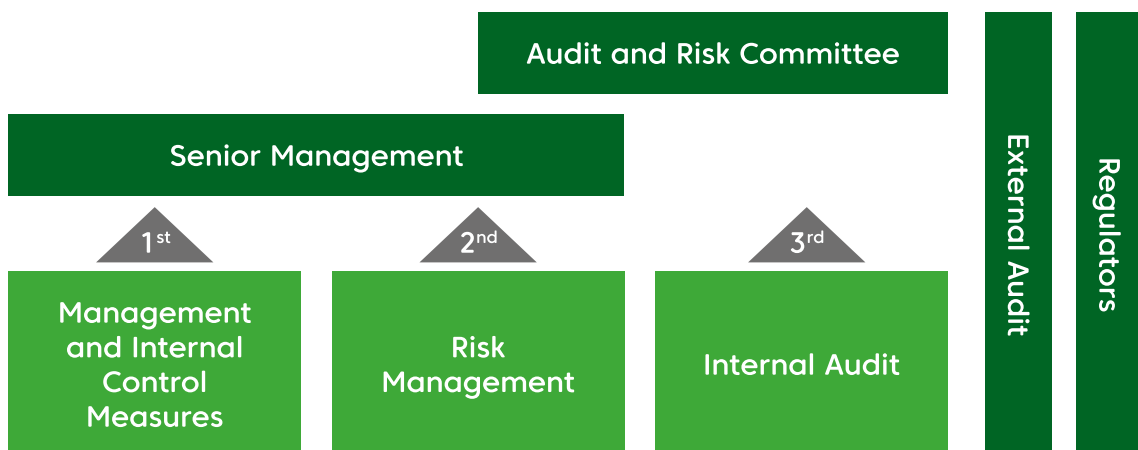 Audit and Risk Committee
Senior Management
1st
2nd
3rd
Management
and Internal
Control
Measures
Risk
Management
Internal Audit
External Audit
Regulators